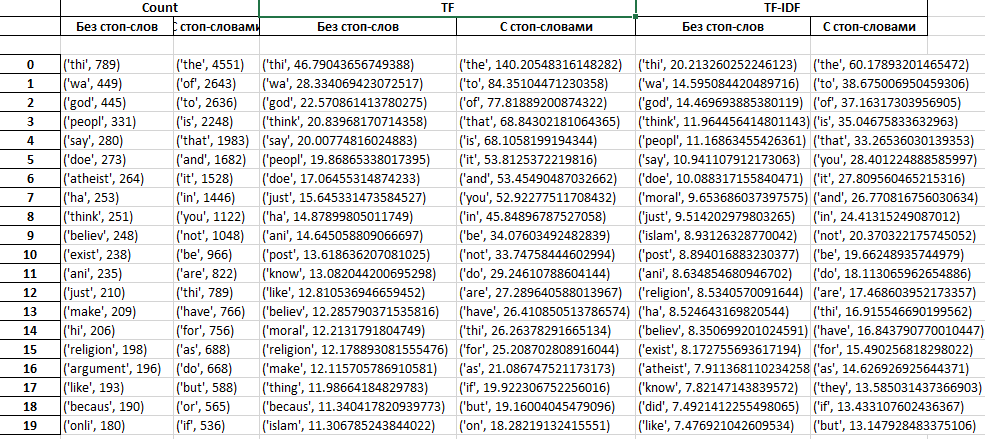 Count TF TF-IDF
Без стоп-слов С стоп-словами Без стоп-слов С стоп-словами Без стоп-слов С стоп-словами
0 ('thi', 789) ('the', 4551) ('thi', 46.79043656749388) ('the', 140.20548316148282) ('thi', 20.213260252246123) ('the', 60.17893201465472)
1 ('wa', 449) ('of', 2643) ('wa', 28.334069423072517) ('to', 84.35104471230358) ('wa', 14.595084420489716) ('to', 38.675006950459306)
2 ('god', 445) ('to', 2636) ('god', 22.570861413780275) ('of', 77.81889200874322) ('god', 14.469693885380119) ('of', 37.16317303956905)
3 ('peopl', 331) ('is', 2248) ('think', 20.83968170714358) ('that', 68.84302181064365) ('think', 11.964456414801143) ('is', 35.04675833632963)
4 ('say', 280) ('that', 1983) ('say', 20.00774816024883) ('is', 68.1058199194344) ('peopl', 11.16863455426361) ('that', 33.26536030139353)
5 ('doe', 273) ('and', 1682) ('peopl', 19.86865338017395) ('it', 53.8125372219816) ('say', 10.941107912173063) ('you', 28.401224888585997)
6 ('atheist', 264) ('it', 1528) ('doe', 17.06455314874233) ('and', 53.45490487032662) ('doe', 10.088317155840471) ('it', 27.809560465215316)
7 ('ha', 253) ('in', 1446) ('just', 15.645331473584527) ('you', 52.92277511708432) ('moral', 9.653686037397575) ('and', 26.770816756030634)
8 ('think', 251) ('you', 1122) ('ha', 14.87899805011749) ('in', 45.84896787527058) ('just', 9.514202979803265) ('in', 24.41315249087012)
9 ('believ', 248) ('not', 1048) ('ani', 14.645058809066697) ('be', 34.07603492482839) ('islam', 8.93126328770042) ('not', 20.370322175745052)
10 ('exist', 238) ('be', 966) ('post', 13.618636207081025) ('not', 33.74758444602994) ('post', 8.894016883230377) ('be', 19.66248935744979)
11 ('ani', 235) ('are', 822) ('know', 13.082044200695298) ('do', 29.24610788604144) ('ani', 8.634854680946702) ('do', 18.113065962654886)
12 ('just', 210) ('thi', 789) ('like', 12.810536946659452) ('are', 27.289640588013967) ('religion', 8.5340570091644) ('are', 17.468603952173357)
13 ('make', 209) ('have', 766) ('believ', 12.285790371535816) ('have', 26.410850513786574) ('ha', 8.524643169820544) ('thi', 16.915546690199562)
14 ('hi', 206) ('for', 756) ('moral', 12.2131791804749) ('thi', 26.26378291665134) ('believ', 8.350699201024591) ('have', 16.843790770010447)
15 ('religion', 198) ('as', 688) ('religion', 12.178893081555476) ('for', 25.208702808916044) ('exist', 8.172755693617194) ('for', 15.490256818298022)
16 ('argument', 196) ('do', 668) ('make', 12.115705786910581) ('as', 21.086747521173173) ('atheist', 7.911368110234258 ('as', 14.626926925644371)
17 ('like', 193) ('but', 588) ('thing', 11.98664184829783) ('if', 19.922306752256016) ('know', 7.82147143839572) ('they', 13.585031437366903)
18 ('becaus', 190) ('or', 565) ('becaus', 11.340417820939773) ('but', 19.16004045479096) ('did', 7.4921412255498065) ('if', 13.433107602436367)
19 ('onli', 180) ('if', 536) ('islam', 11.306785243844022) ('on', 18.28219132415551) ('like', 7.476921042609534) ('but', 13.147928483375106)